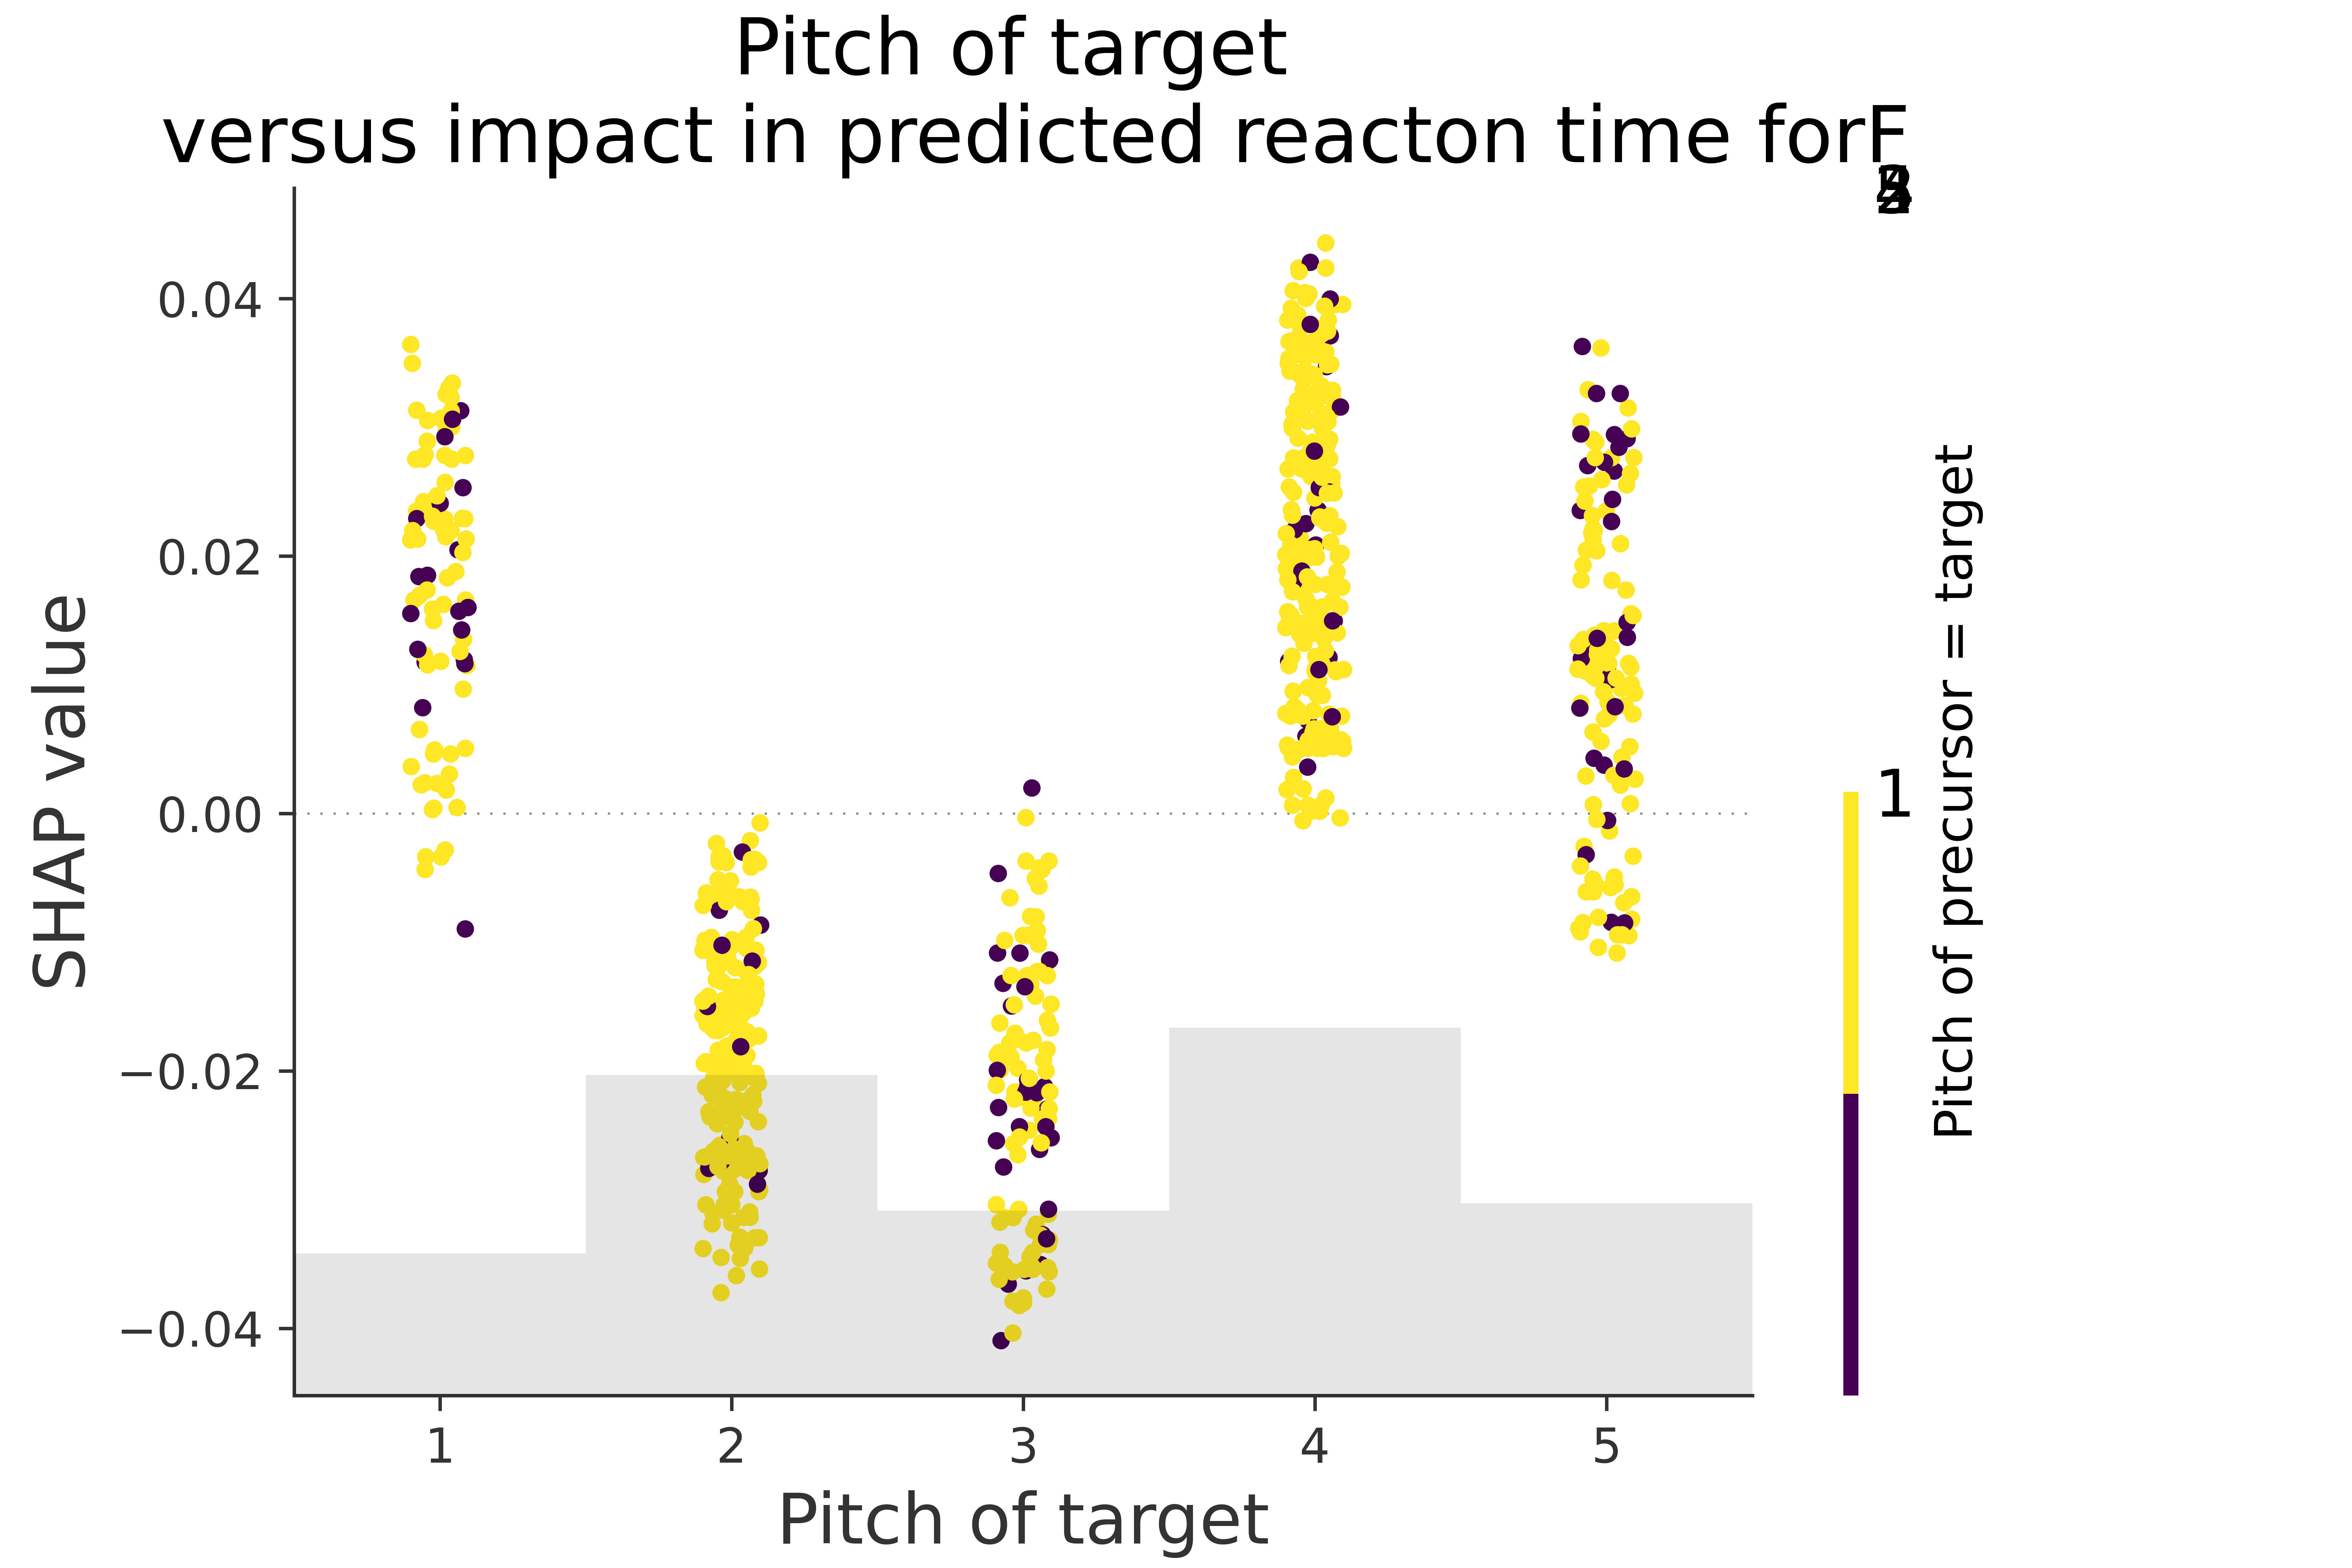 Pitch of target
versus impact in predicted reacton time forF
SHAP value
0.04
0.02
0.00
−0.02
−0.04
1
2
3
4
5
Pitch of target
1
Pitch of precursor = target